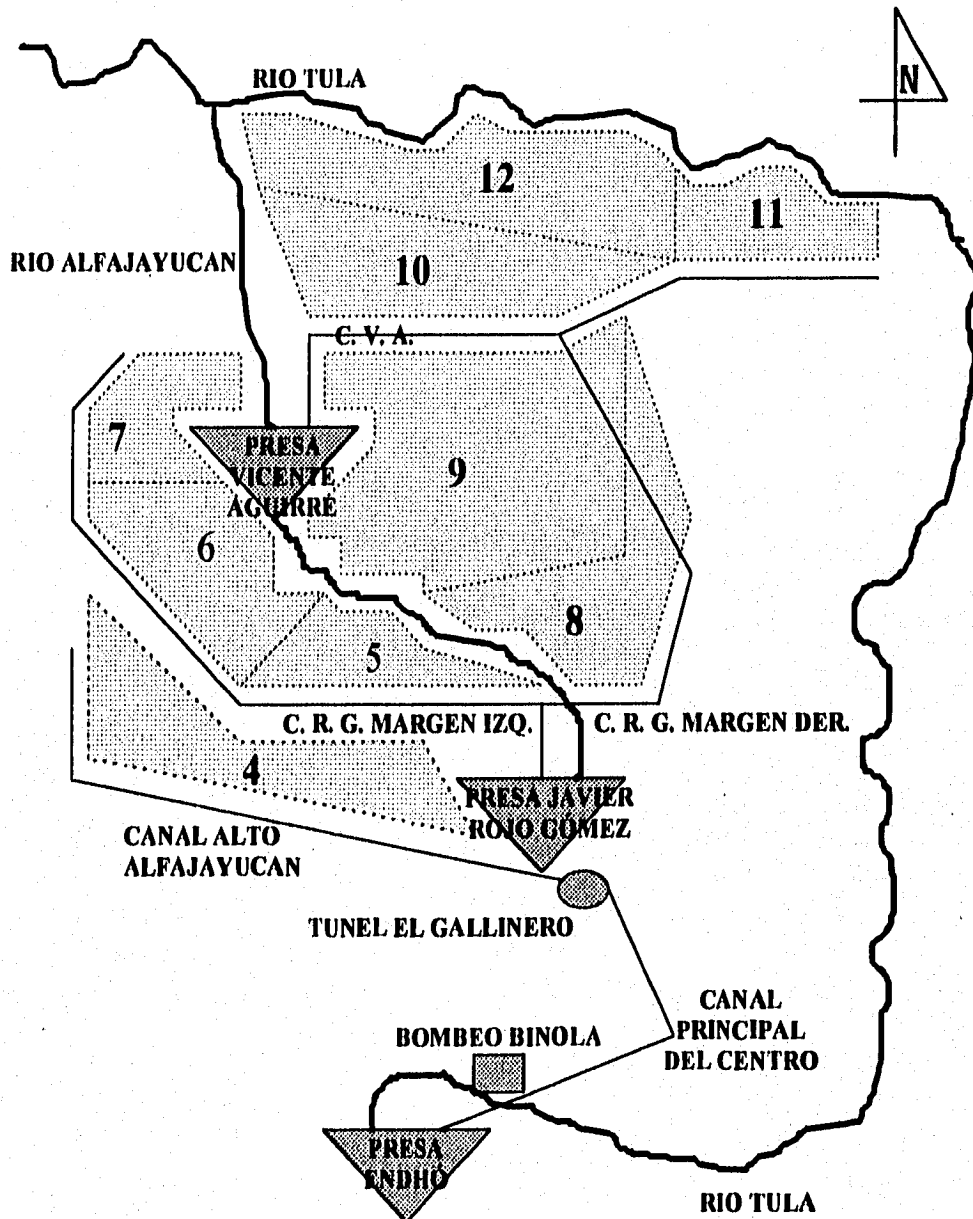 RIO TULA
N
12
11
RIO ALFAJAYUCAN
10
C. V. A.
7
PRESA
VICENTE
AGUIRRE
9
6
8
5
C. R. G. MARGEN IZQ.
C. R. G. MARGEN DER.
4
PRESA JAVIER
ROJO GÓMEZ
CANAL ALTO
ALFAJAYUCAN
TUNEL EL GALLINERO
CANAL
PRINCIPAL
DEL CENTRO
BOMBEO BINOLA
PRESA
ENDHÓ
RIO TULA